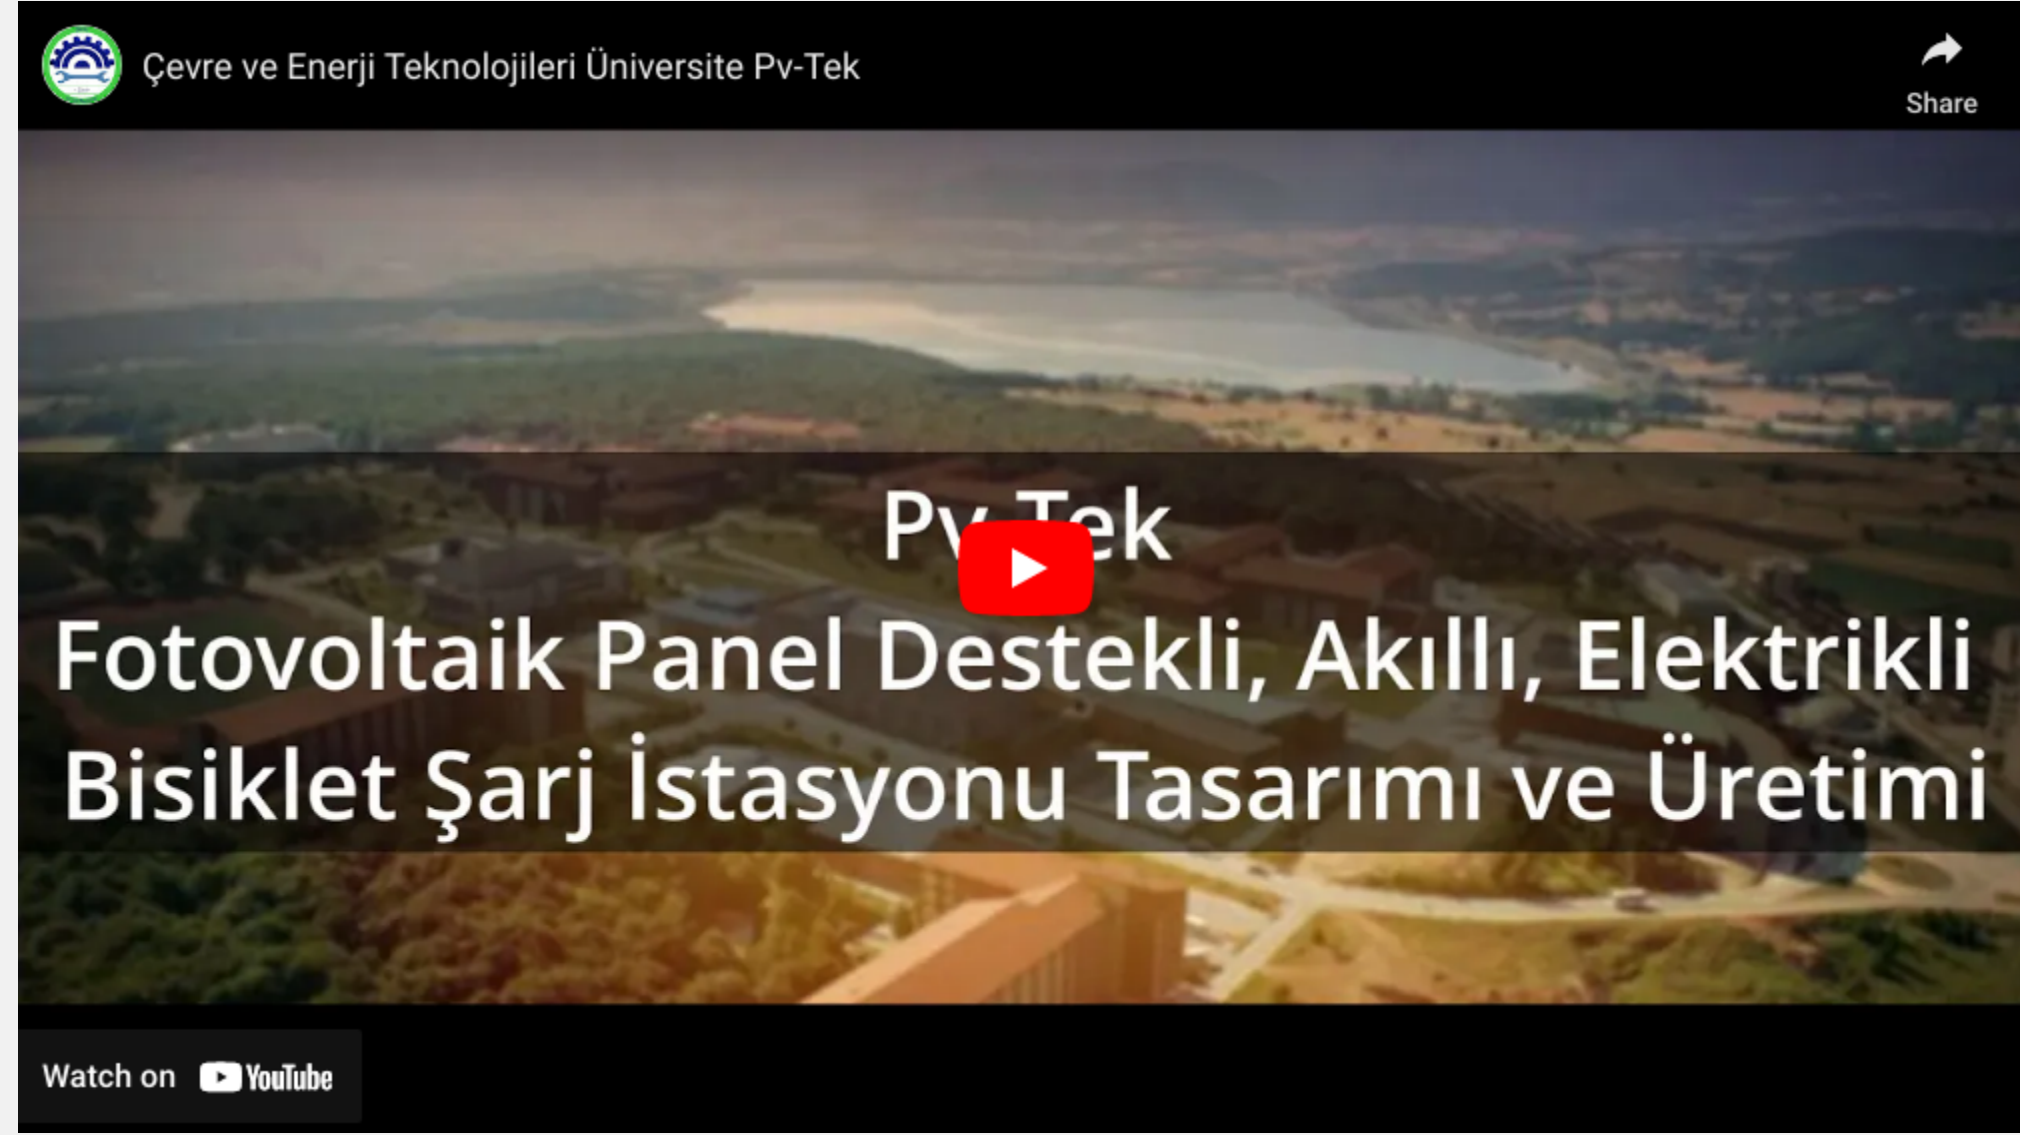 Çevre ve Enerji Teknolojileri Üniversite Pv-Tek
Share
Pv-Tek
Fotovoltaik Panel Destekli, Akıllı, Elektrikli
Bisiklet Şarj İstasyonu Tasarımı ve Üretimi
Watch on YouTube